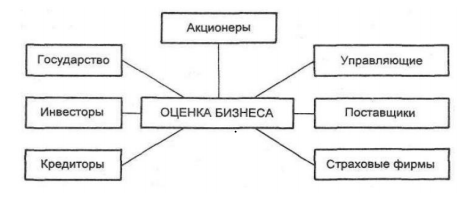 Акционеры
Государство
Управляющие
Инвесторы
ОЦЕНКА БИЗНЕСА
Поставщики
Кредиторы
Страховые фирмы